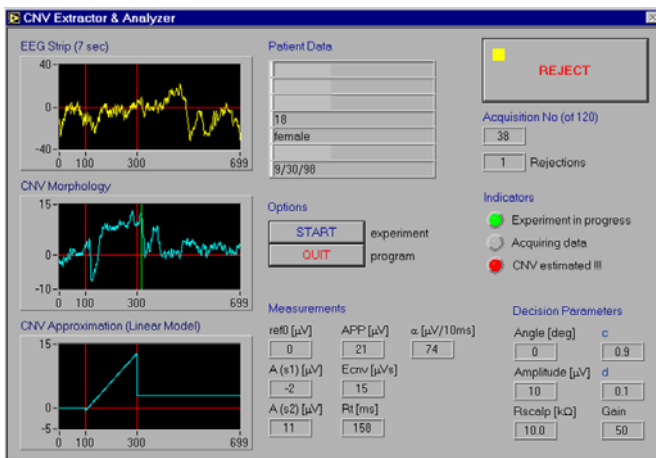 CNV Extractor & Analyzer
EEG Strip (7 sec)
40
0
-40
0 100 300 699
CNV Morphology
15
0
-10
0 100 300 699
CNV Approximation (Linear Model)
15
0
-5
0 100 300 699
Patient Data
18
female
9/30/98
Options
START experiment
QUIT program
Measurements
ref0 [µV] APP [µV] α [µV/10ms]
0 21 74
A (s1) [µV] Ecnv [µVs]
-2 15
A (s2) [µV] Rt [ms]
11 158
REJECT
Acquisition No (of 120)
38
1 Rejections
Indicators
Experiment in progress
Acquiring data
CNV estimated !!!
Decision Parameters
Angle [deg] c
0 0.9
Amplitude [µV] d
10 0.1
Rscalp [kΩ] Gain
10.0 50